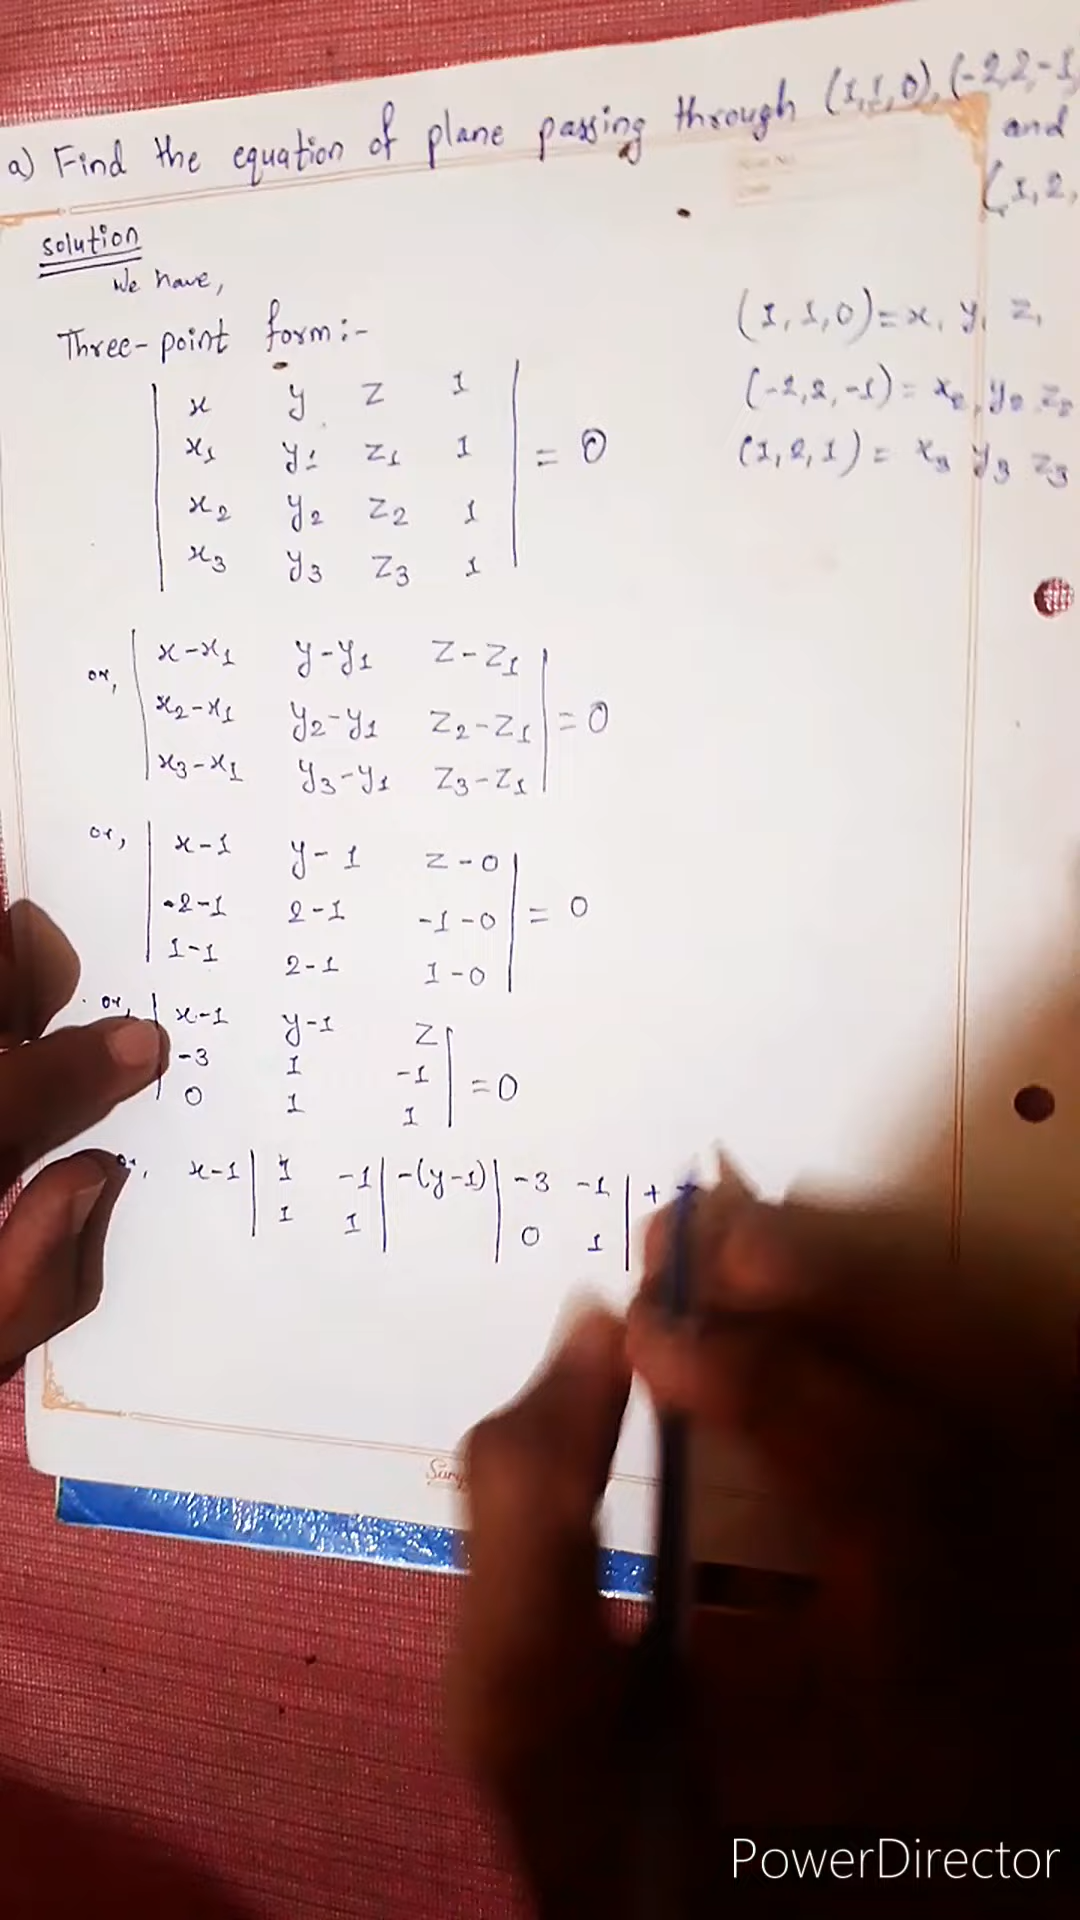 a) Find the equation of plane passing through (1,1,0), (-2,2,-1
and
(1,2,
solution
We have,
Three-point form:-
| x y z 1 |
| x1 y1 z1 1 | = 0
| x2 y2 z2 1 |
| x3 y3 z3 1 |
(1,1,0) = x1 y1 z1
(-2,2,-1) = x2, y2 z2
(1,2,1) = x3 y3 z3
or, | x-x1 y-y1 z-z1 |
| x2-x1 y2-y1 z2-z1 | = 0
| x3-x1 y3-y1 z3-z1 |
or, | x-1 y-1 z-0 |
| -2-1 2-1 -1-0 | = 0
| 1-1 2-1 1-0 |
or, | x-1 y-1 z |
| -3 1 -1 | = 0
| 0 1 1 |
or, x-1 | 1 -1 | -(y-1) | -3 -1 | +
| 1 1 | | 0 1 |
PowerDirector